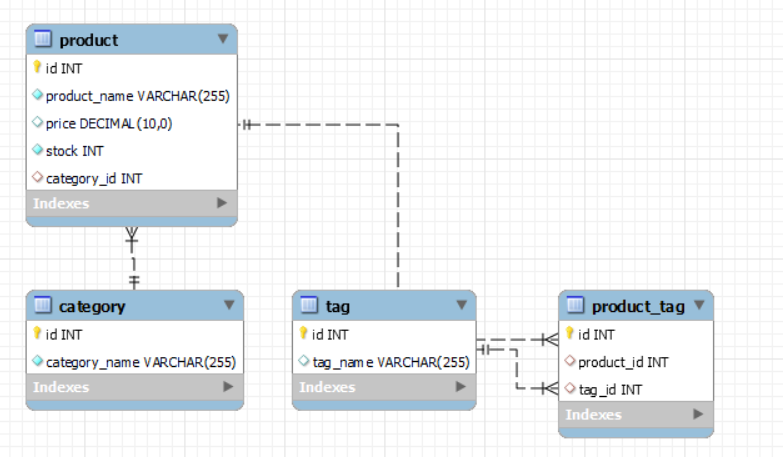 product
id INT
product_name VARCHAR(255)
price DECIMAL(10,0)
stock INT
category_id INT
Indexes
category
id INT
category_name VARCHAR(255)
Indexes
tag
id INT
tag_name VARCHAR(255)
Indexes
product_tag
id INT
product_id INT
tag_id INT
Indexes